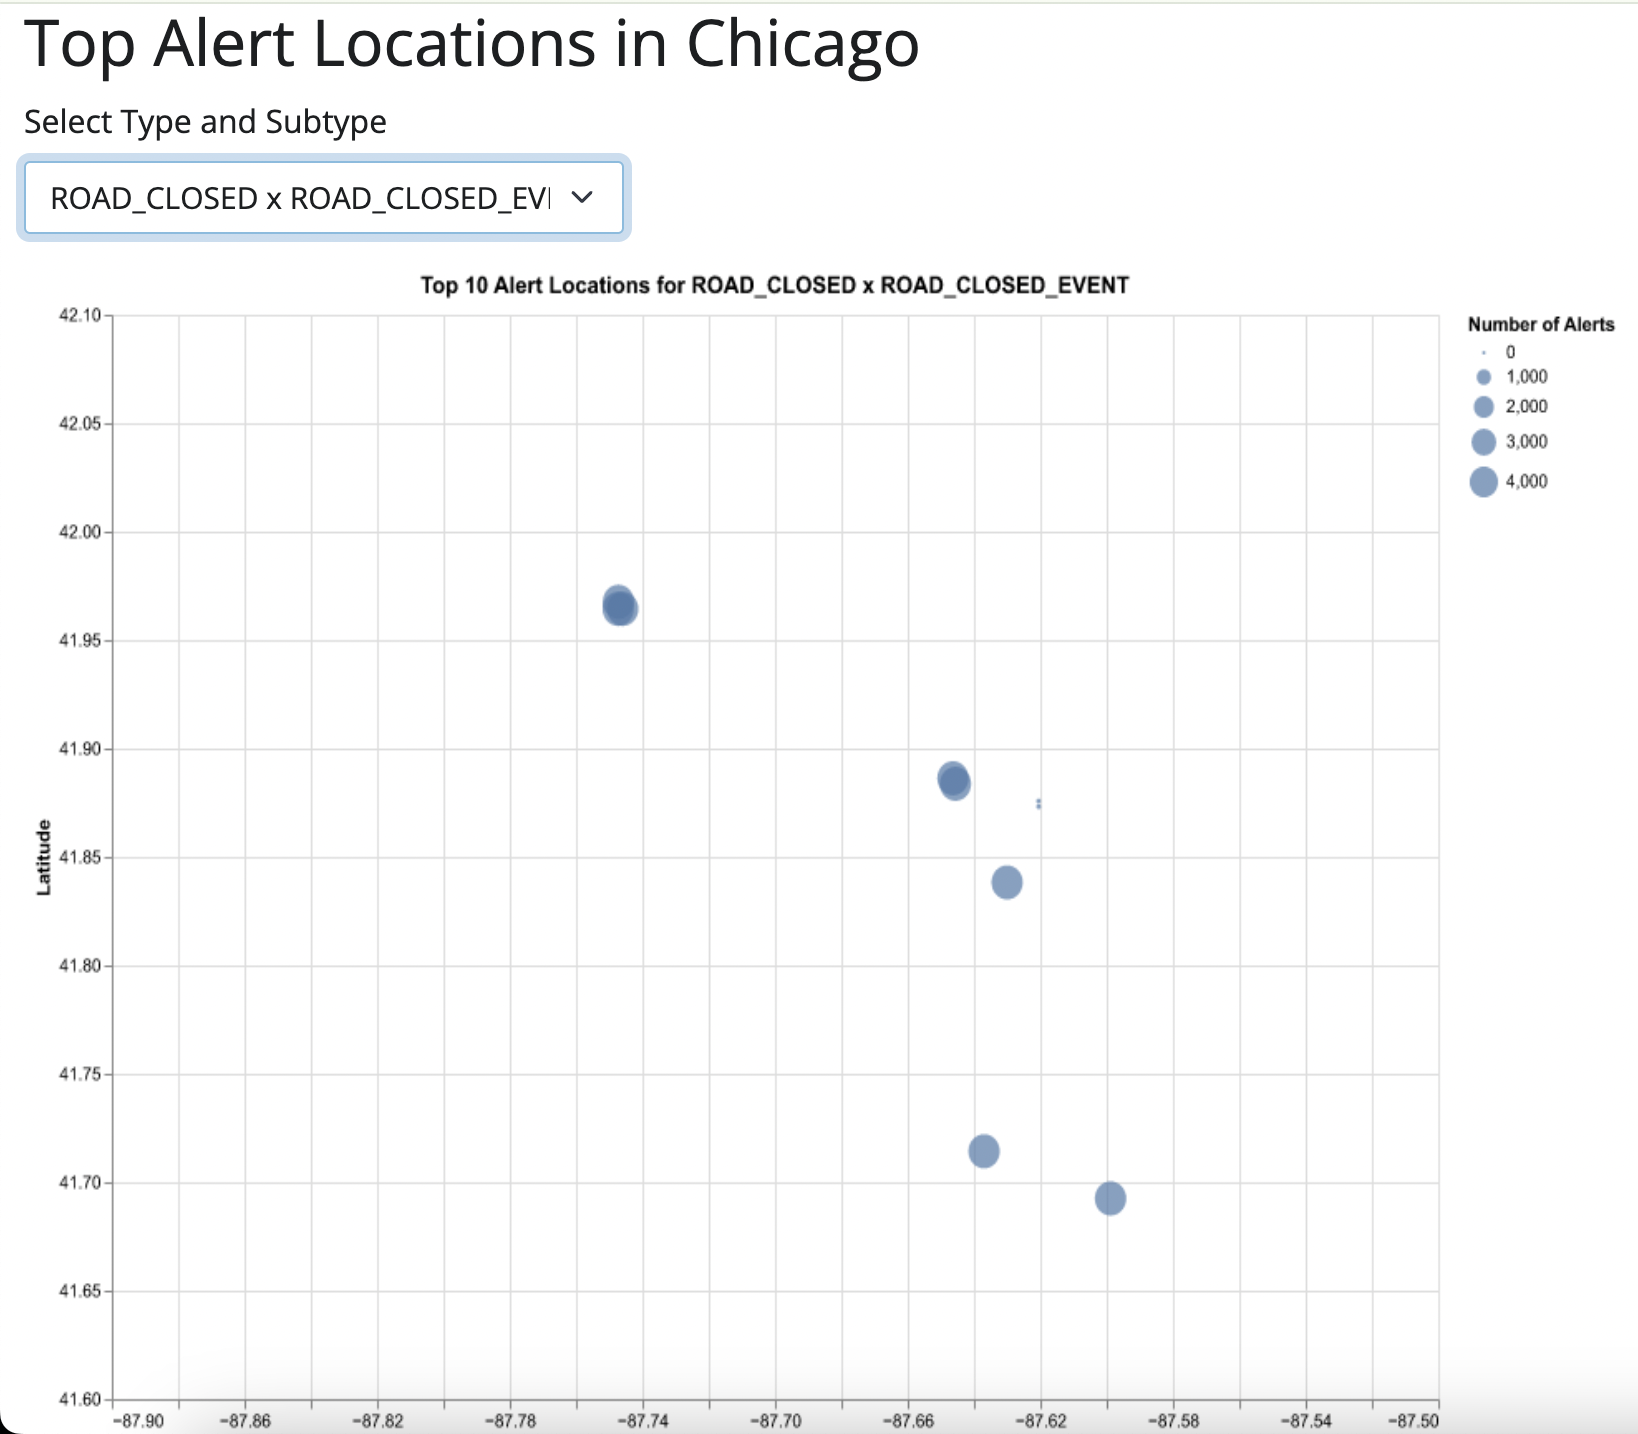 Top Alert Locations in Chicago
Select Type and Subtype
ROAD_CLOSED x ROAD_CLOSED_EVI
Top 10 Alert Locations for ROAD_CLOSED x ROAD_CLOSED_EVENT
42.10
42.05
42.00
41.95
41.90
41.85
41.80
41.75
41.70
41.65
41.60
Latitude
−87.90 −87.86 −87.82 −87.78 −87.74 −87.70 −87.66 −87.62 −87.58 −87.54 −87.50
Number of Alerts
0
1,000
2,000
3,000
4,000